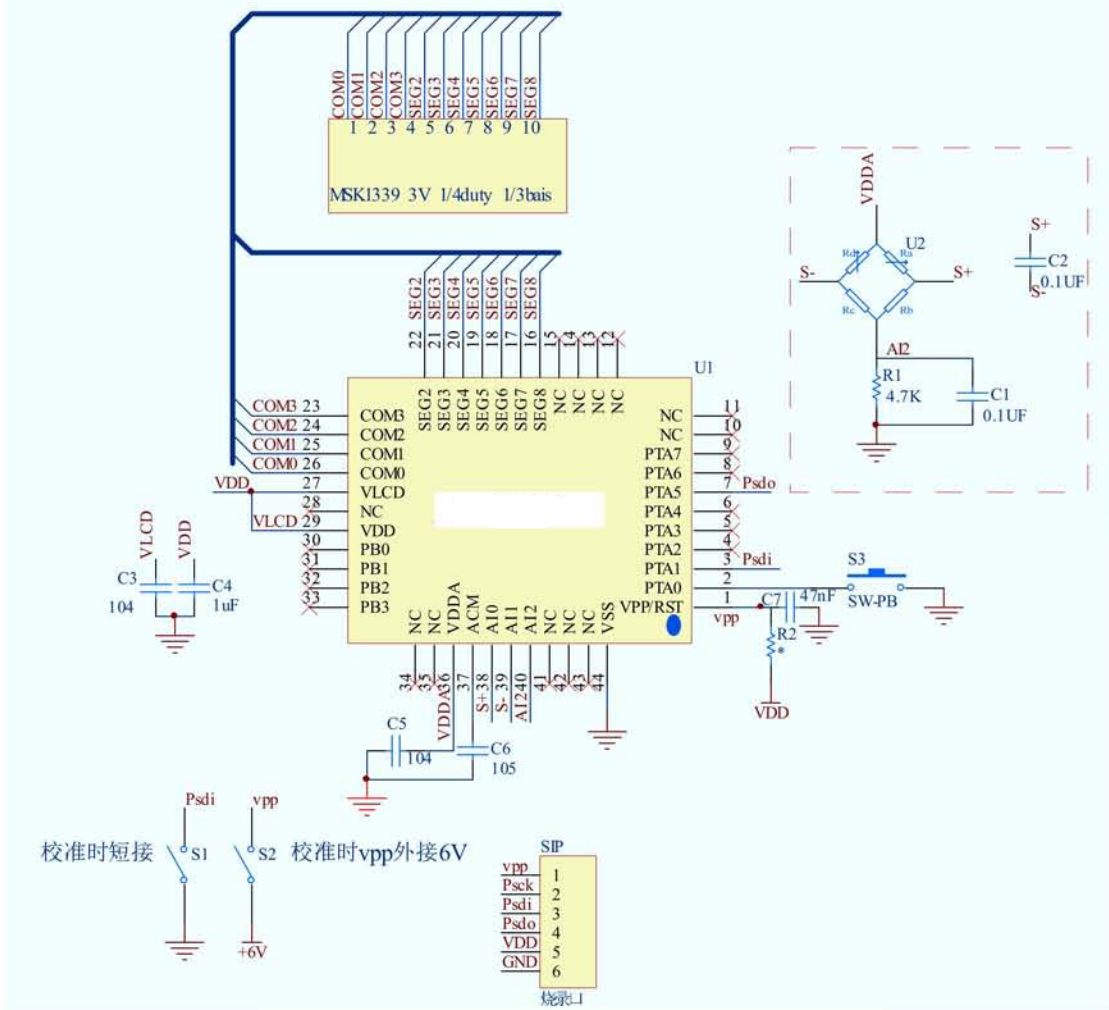 COM0
COM1
COM2
COM3
SEG2
SEG3
SEG4
SEG5
SEG6
SEG7
SEG8
1 2 3 4 5 6 7 8 9 10
MSK1339 3V 1/4duty 1/3bais
SEG2
SEG3
SEG4
SEG5
SEG6
SEG7
SEG8
22
21
20
19
18
17
16
15
14
13
12
U1
SEG2
SEG3
SEG4
SEG5
SEG6
SEG7
SEG8
NC
NC
NC
NC
COM3 23 COM3
COM2 24 COM2
COM1 25 COM1
COM0 26 COM0
VDD 27 VLCD
28 NC
VLCD 29 VDD
30 PB0
31 PB1
32 PB2
33 PB3
NC 11
NC 10
PTA7 9
PTA6 8
PTA5 7 Psdo
PTA4 6
PTA3 5
PTA2 4
PTA1 3 Psdi
PTA0 2
VPP/RST 1
vpp
NC
NC
VDDA
ACM
AI0
AI1
AI2
NC
NC
NC
VSS
34
35
VDDA 36
37
S+ 38
S- 39
AI2 40
41
42
43
44
VLCD
VDD
C3
104
C4
1uF
C5
104
C6
105
C7 47nF
R2
*
VDD
S3
SW-PB
VDDA
U2
Rd
Ra
Rc
Rb
S-
S+
S+
C2
0.1UF
S-
AI2
R1
4.7K
C1
0.1UF
Psdi
校准时短接
S1
vpp
S2
校准时vpp外接6V
+6V
SIP
vpp 1
Psck 2
Psdi 3
Psdo 4
VDD 5
GND 6
烧录口